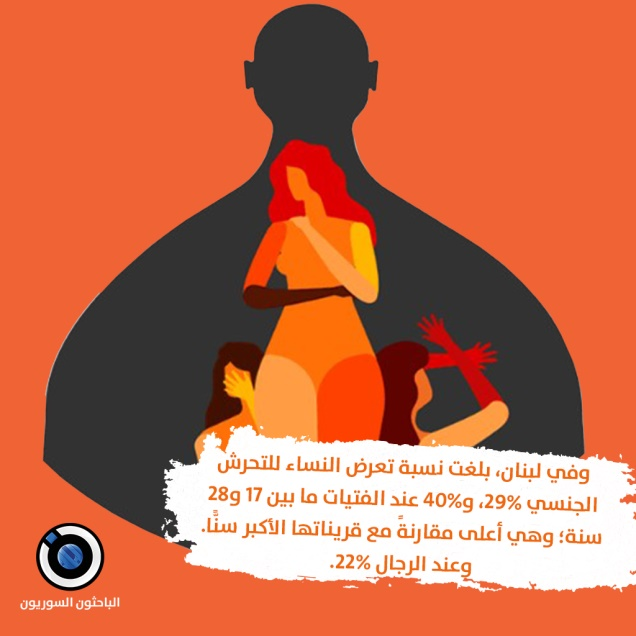 وفي لبنان، بلغت نسبة تعرض النساء للتحرش
الجنسي 29%، و40% عند الفتيات ما بين 17 و28
سنة؛ وهي أعلى مقارنةً مع قريناتها الأكبر سنًّا.
وعند الرجال 22%.
الباحثون السوريون